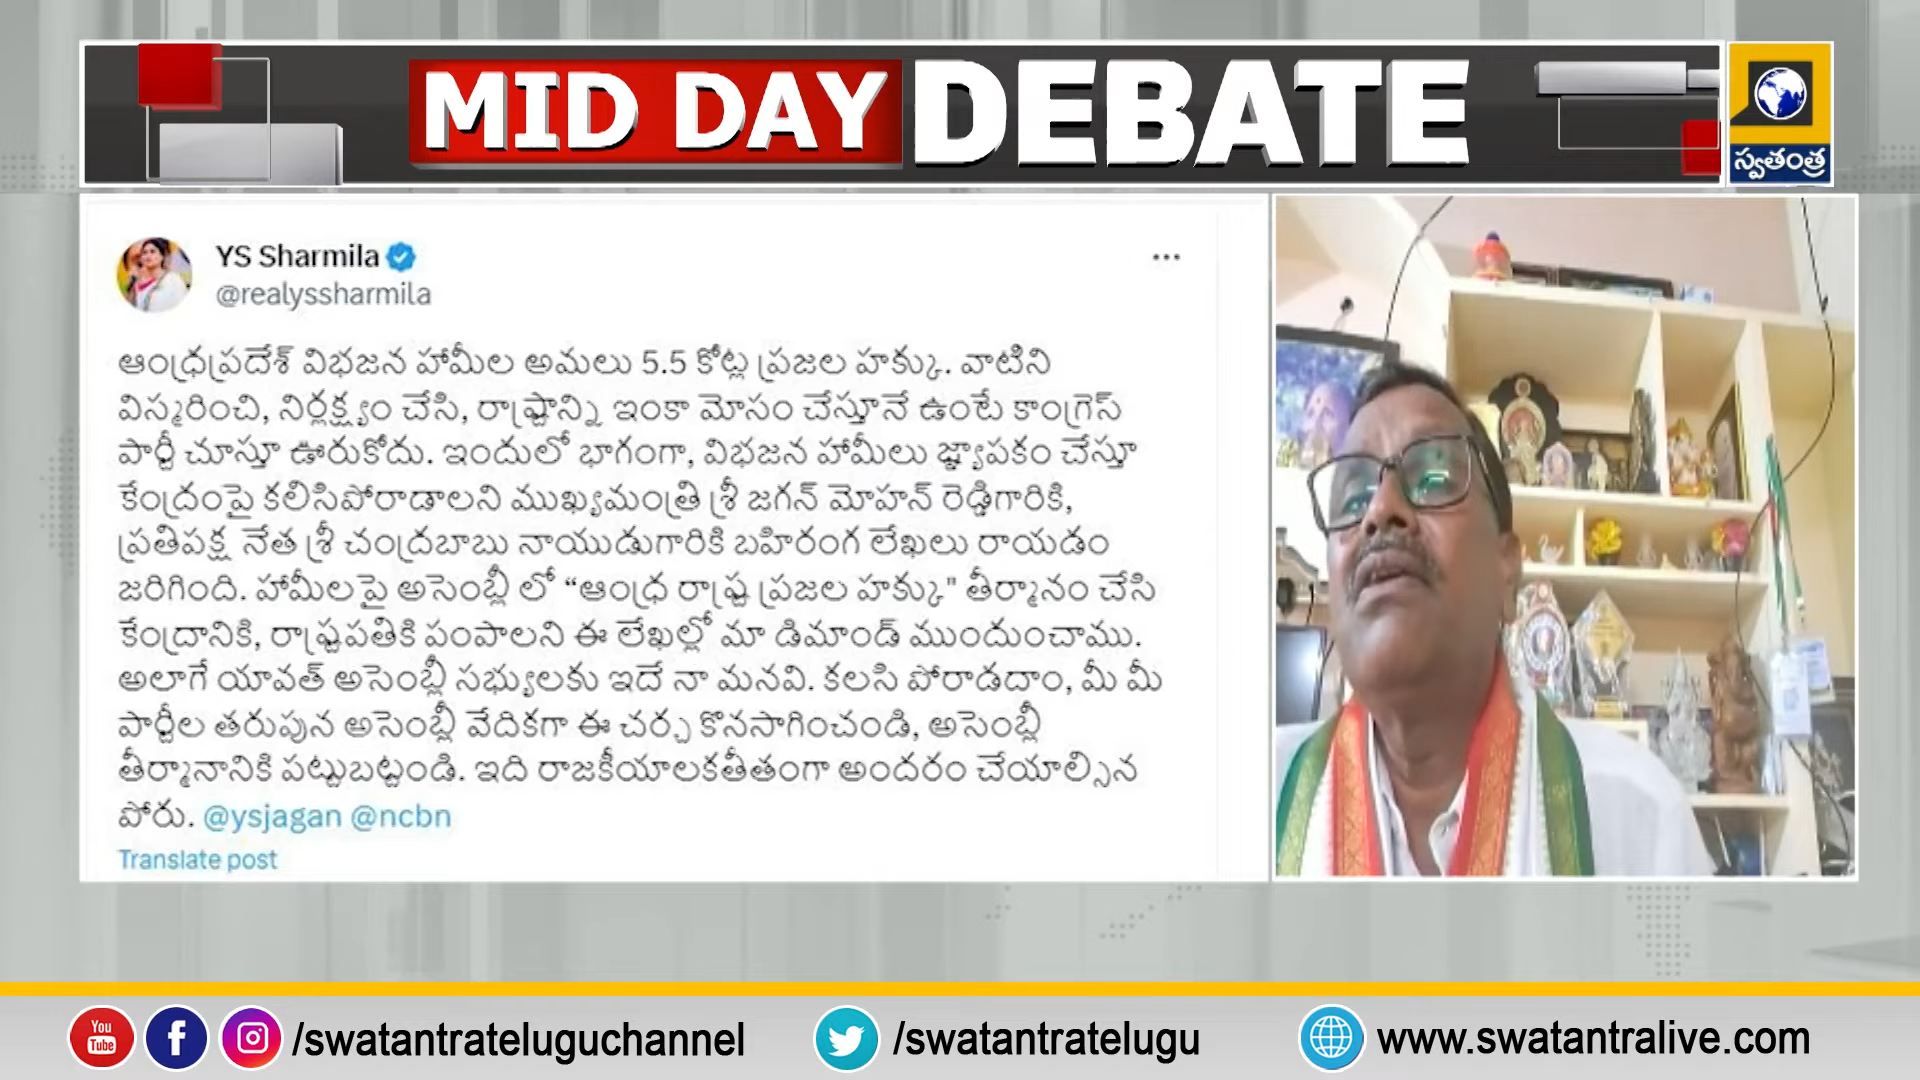 MID DAY DEBATE
స్వతంత్ర
YS Sharmila
@realyssharmila
ఆంధ్రప్రదేశ్ విభజన హామీల అమలు 5.5 కోట్ల ప్రజల హక్కు. వాటిని
విస్మరించి, నిర్లక్ష్యం చేసి, రాష్ట్రాన్ని ఇంకా మోసం చేస్తూనే ఉంటే కాంగ్రెస్
పార్టీ చూస్తూ ఊరుకోదు. ఇందులో భాగంగా, విభజన హామీలు జ్ఞాపకం చేస్తూ
కేంద్రంపై కలిసిపోరాడాలని ముఖ్యమంత్రి శ్రీ జగన్ మోహన్ రెడ్డిగారికి,
ప్రతిపక్ష నేత శ్రీ చంద్రబాబు నాయుడుగారికి బహిరంగ లేఖలు రాయడం
జరిగింది. హామీలపై అసెంబ్లీ లో “ఆంధ్ర రాష్ట్ర ప్రజల హక్కు" తీర్మానం చేసి
కేంద్రానికి, రాష్ట్రపతికి పంపాలని ఈ లేఖల్లో మా డిమాండ్ ముందుంచాము.
అలాగే యావత్ అసెంబ్లీ సభ్యులకు ఇదే నా మనవి. కలసి పోరాడదాం, మీ మీ
పార్టీల తరుపున అసెంబ్లీ వేదికగా ఈ చర్చ కొనసాగించండి, అసెంబ్లీ
తీర్మానానికి పట్టుబట్టండి. ఇది రాజకీయాలకతీతంగా అందరం చేయాల్సిన
పోరు. @ysjagan @ncbn
Translate post
You Tube /swatantrateluguchannel /swatantratelugu www.swatantralive.com